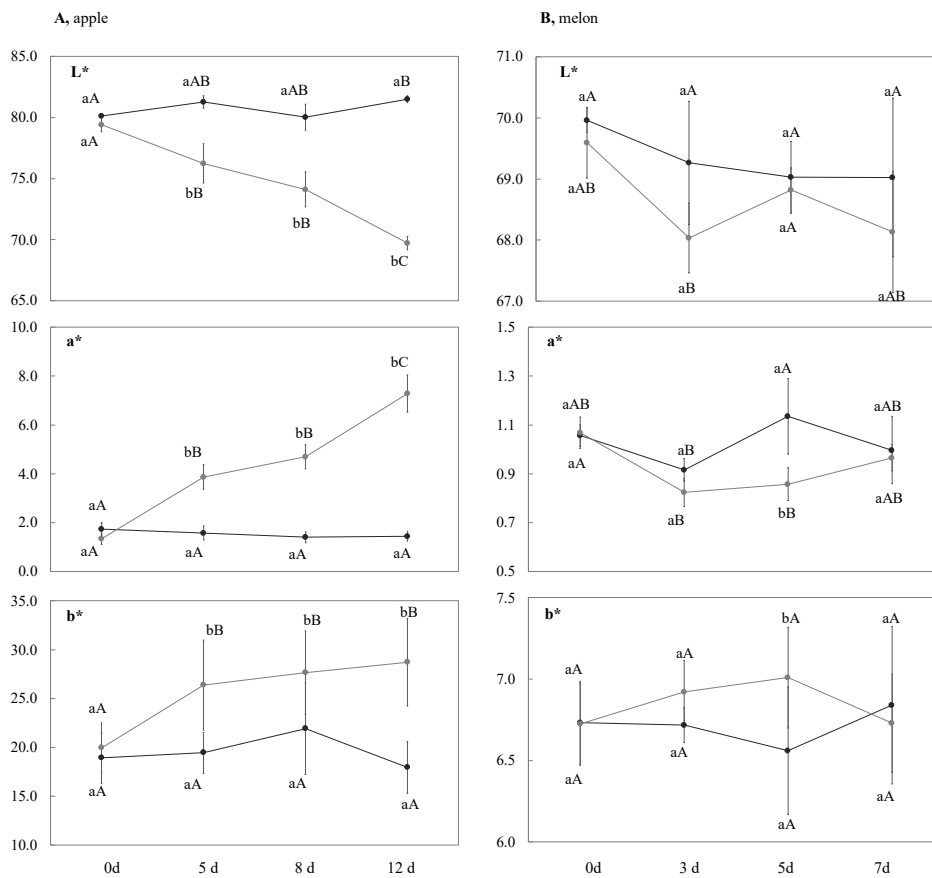 A, apple
B, melon
L*
85.0
80.0
75.0
70.0
65.0
aA
aAB
aAB
aB
aA
bB
bB
bC
L*
71.0
70.0
69.0
68.0
67.0
aA
aA
aA
aA
aAB
aB
aA
aAB
a*
10.0
8.0
6.0
4.0
2.0
0.0
aA
bB
bB
bC
aA
aA
aA
aA
a*
1.5
1.3
1.1
0.9
0.7
0.5
aAB
aB
aA
aAB
aA
aB
bB
aAB
b*
35.0
30.0
25.0
20.0
15.0
10.0
aA
bB
bB
bB
aA
aA
aA
aA
0d
5 d
8 d
12 d
b*
7.5
7.0
6.5
6.0
aA
aA
bA
aA
aA
aA
aA
aA
0d
3 d
5d
7d